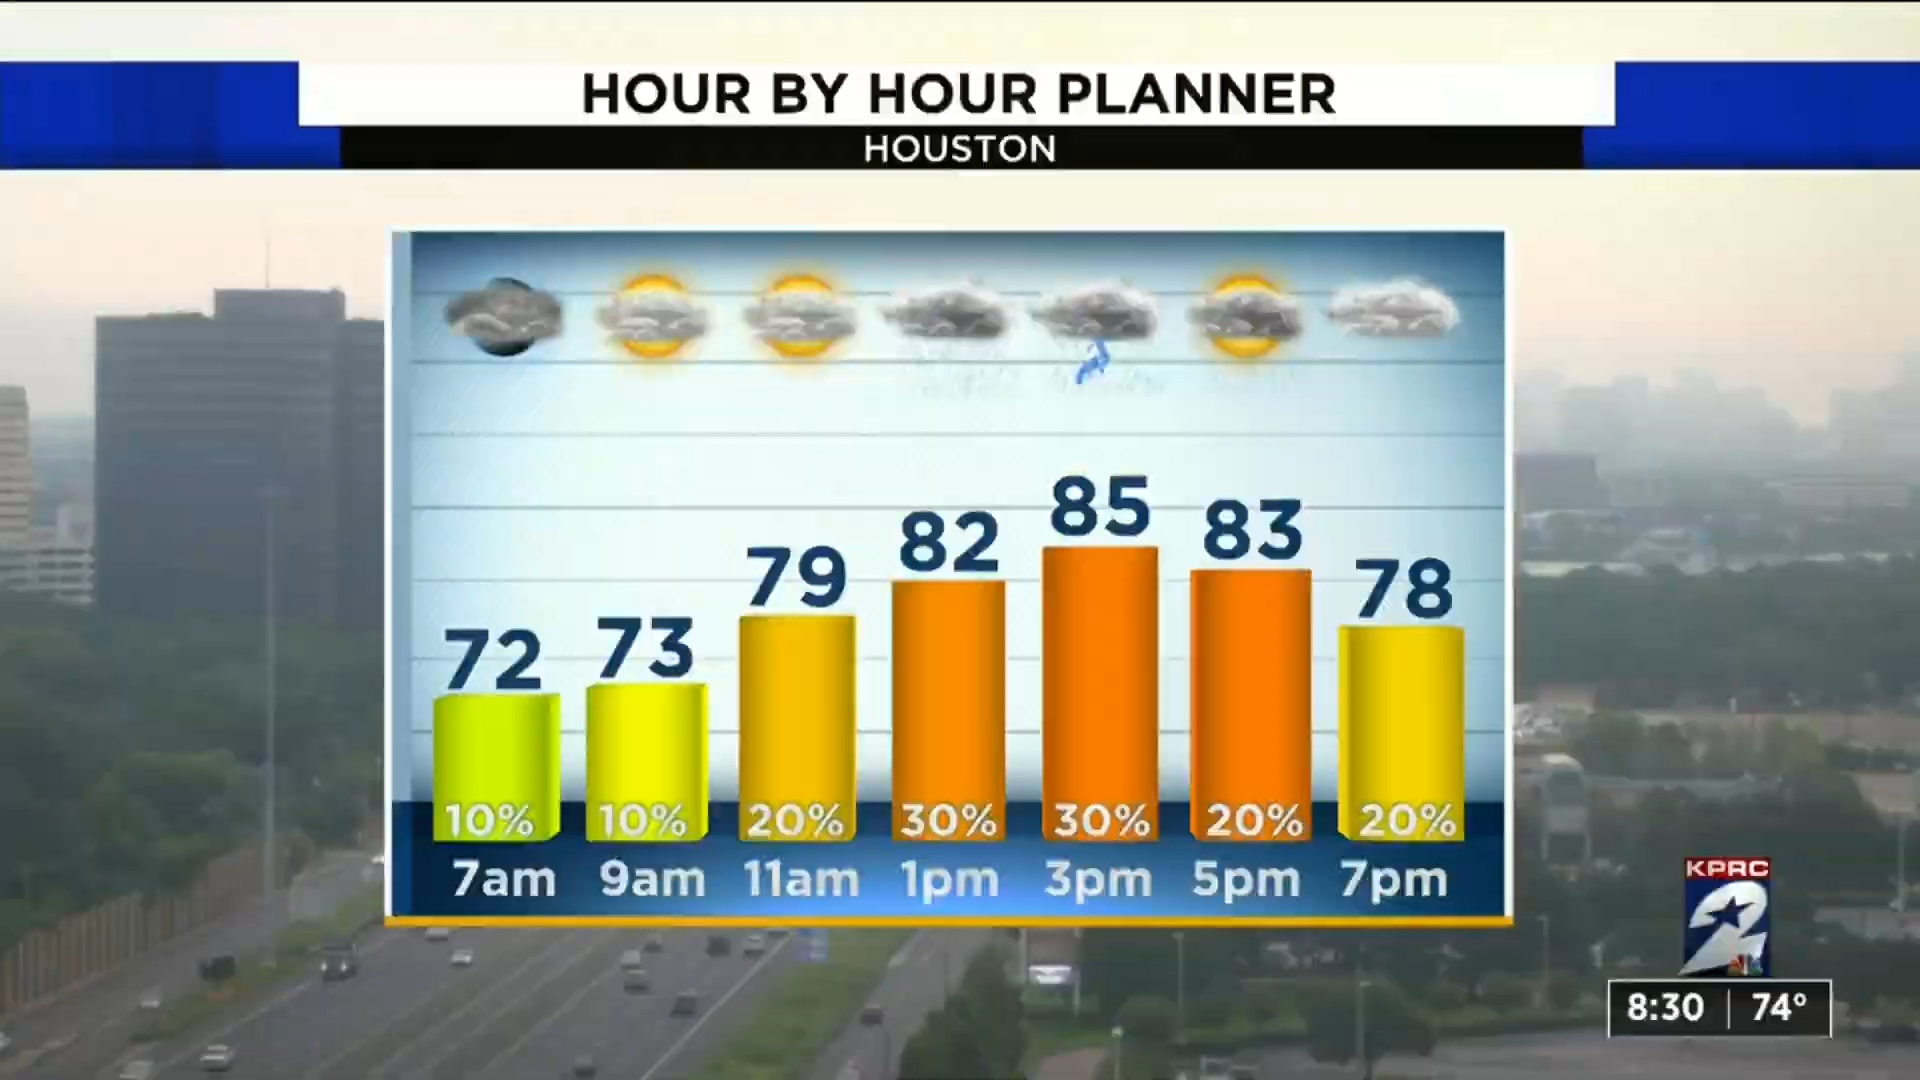 HOUR BY HOUR PLANNER
HOUSTON
72 73 79 82 85 83 78
10% 10% 20% 30% 30% 20% 20%
7am 9am 11am 1pm 3pm 5pm 7pm
KPRC
2
8:30 74°